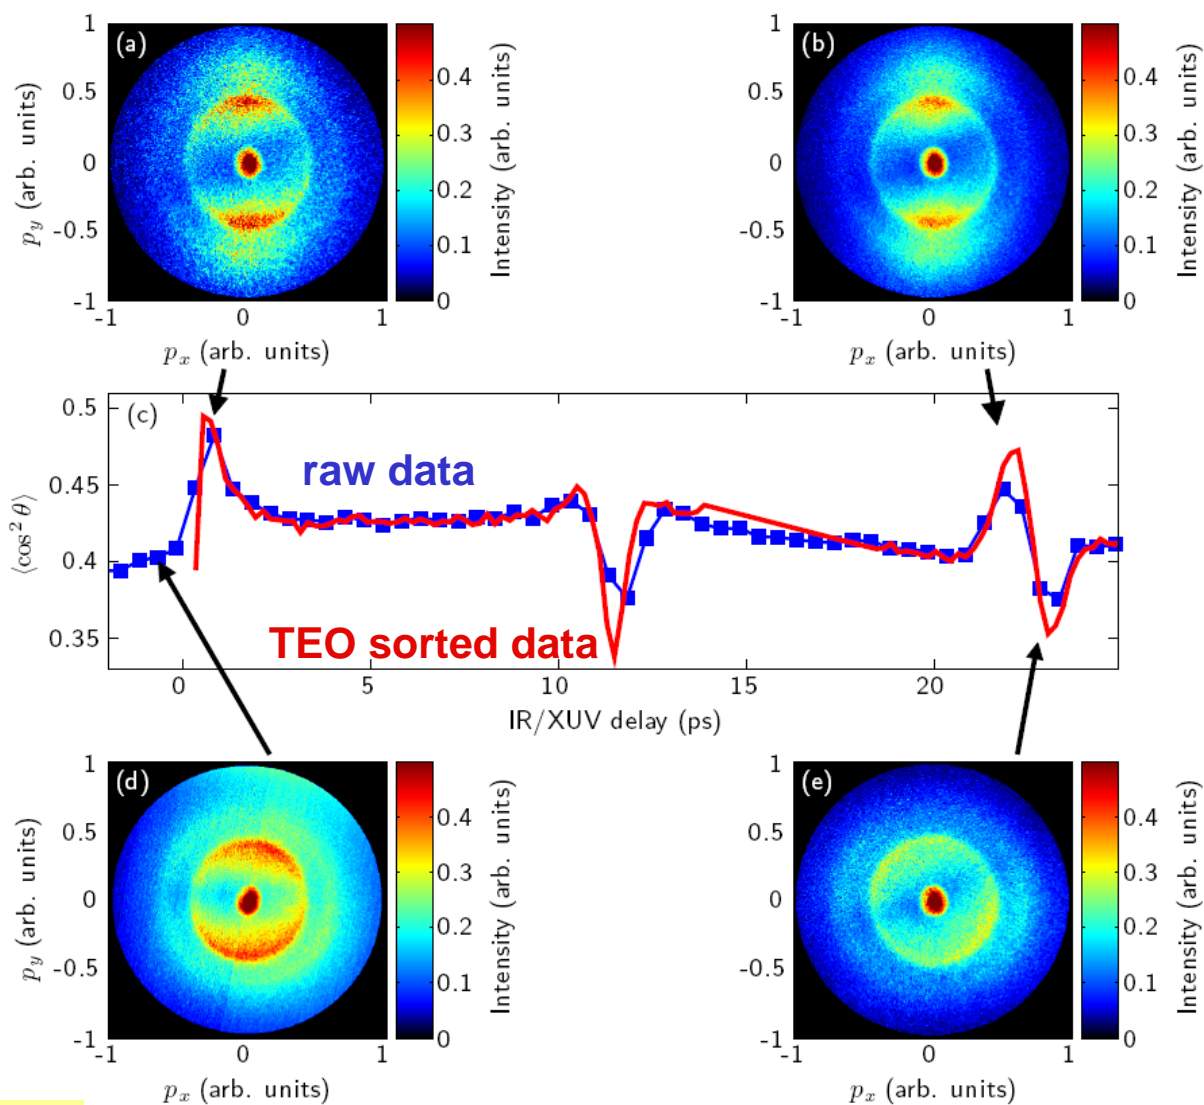 (a)
1
0.5
0
-0.5
-1
p_y (arb. units)
-1 0 1
p_x (arb. units)
0.4
0.3
0.2
0.1
0
Intensity (arb. units)
(b)
1
0.5
0
-0.5
-1
-1 0 1
p_x (arb. units)
0.4
0.3
0.2
0.1
0
Intensity (arb. units)
(c)
0.5
0.45
0.4
0.35
⟨cos² θ⟩
raw data
TEO sorted data
0 5 10 15 20
IR/XUV delay (ps)
(d)
1
0.5
0
-0.5
-1
p_y (arb. units)
-1 0 1
p_x (arb. units)
0.4
0.3
0.2
0.1
0
Intensity (arb. units)
(e)
1
0.5
0
-0.5
-1
-1 0 1
p_x (arb. units)
0.4
0.3
0.2
0.1
0
Intensity (arb. units)